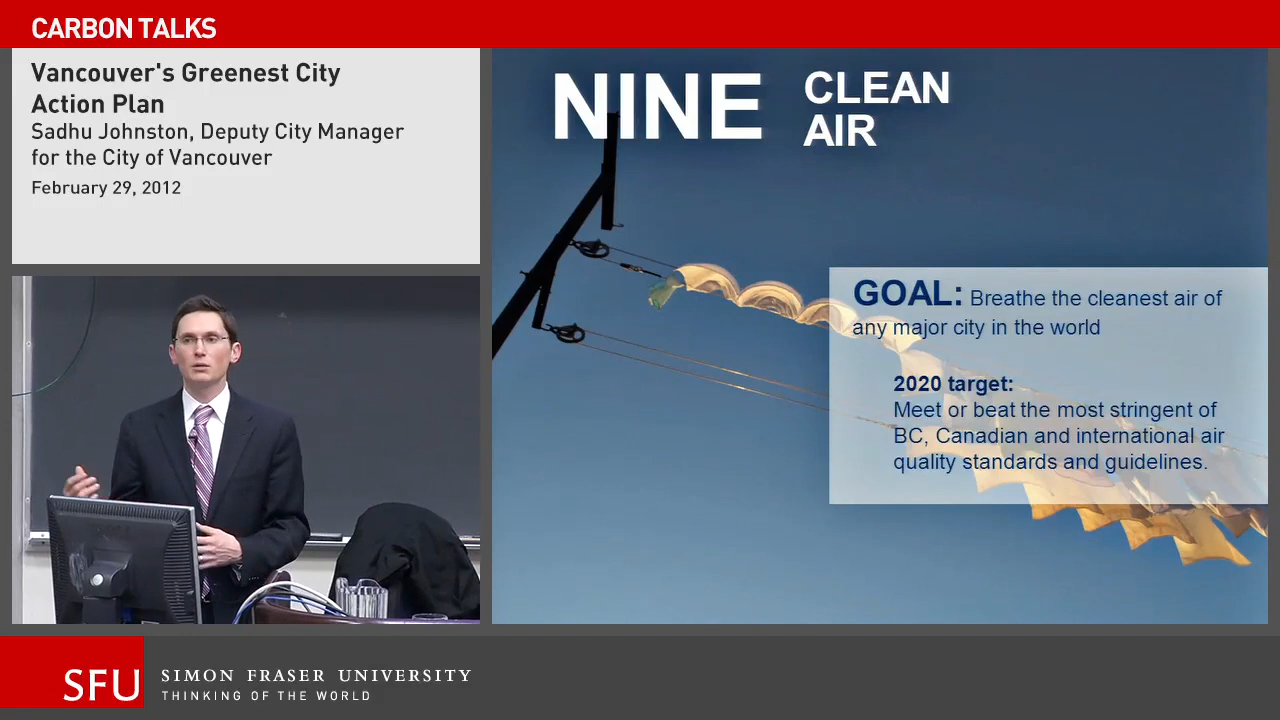 CARBON TALKS
Vancouver's Greenest City
Action Plan
Sadhu Johnston, Deputy City Manager
for the City of Vancouver
February 29, 2012
NINE
CLEAN
AIR
GOAL: Breathe the cleanest air of
any major city in the world
2020 target:
Meet or beat the most stringent of
BC, Canadian and international air
quality standards and guidelines.
SFU
SIMON FRASER UNIVERSITY
THINKING OF THE WORLD